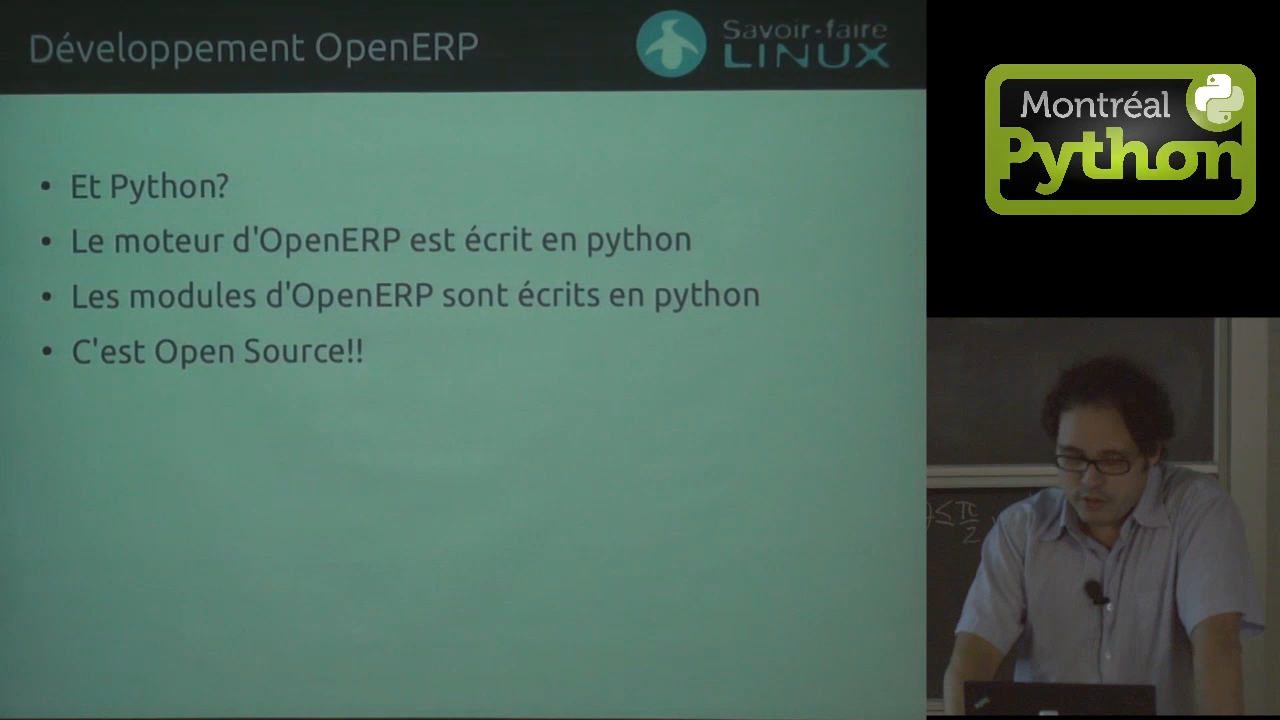 Développement OpenERP
Savoir-faire
LINUX
• Et Python?
• Le moteur d'OpenERP est écrit en python
• Les modules d'OpenERP sont écrits en python
• C'est Open Source!!
Montréal
Python
≤ π/2